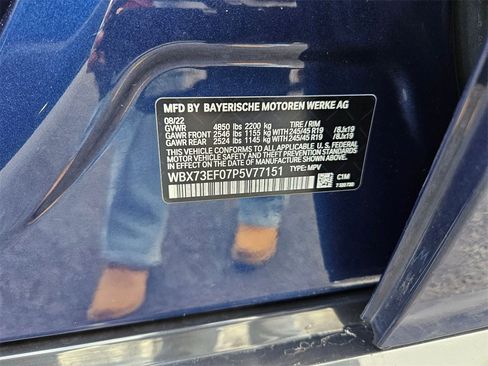 MFD BY BAYERISCHE MOTOREN WERKE AG
08/22
GVWR 4850 lbs 2200 kg TIRE / RIM
GAWR FRONT 2546 lbs 1155 kg WITH 245/45 R19 /8Jx19
GAWR REAR 2524 lbs 1145 kg WITH 245/45 R19 /8Jx19
THIS VEHICLE CONFORMS TO ALL APPLICABLE U.S. FEDERAL
MOTOR VEHICLE SAFETY STANDARDS IN EFFECT ON THE
DATE OF MANUFACTURE SHOWN ABOVE.
WBX73EF07P5V77151
TYPE: MPV
C1M